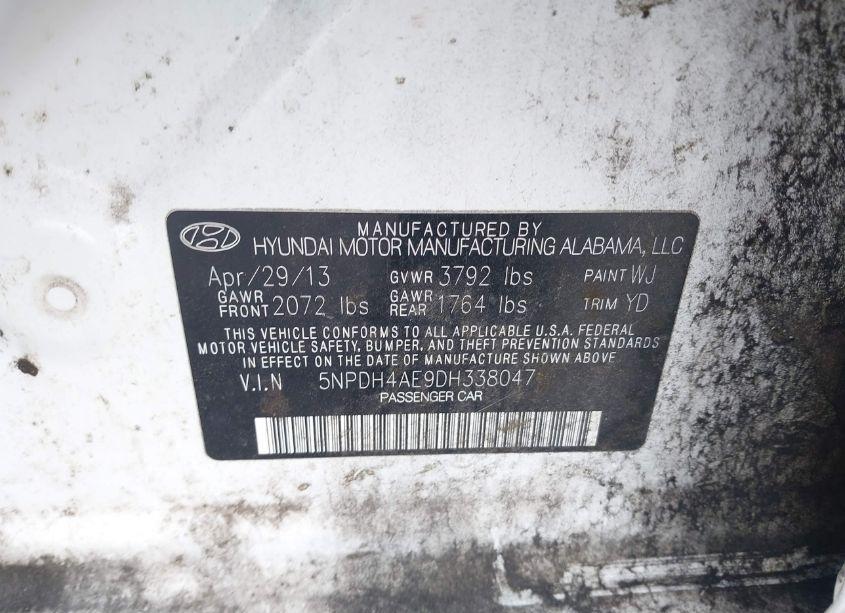 MANUFACTURED BY
HYUNDAI MOTOR MANUFACTURING ALABAMA, LLC
Apr/29/13 GVWR 3792 lbs PAINT WJ
GAWR FRONT 2072 lbs GAWR REAR 1764 lbs TRIM YD
THIS VEHICLE CONFORMS TO ALL APPLICABLE U.S.A. FEDERAL
MOTOR VEHICLE SAFETY, BUMPER, AND THEFT PREVENTION STANDARDS
IN EFFECT ON THE DATE OF MANUFACTURE SHOWN ABOVE.
V.I.N 5NPDH4AE9DH338047
PASSENGER CAR